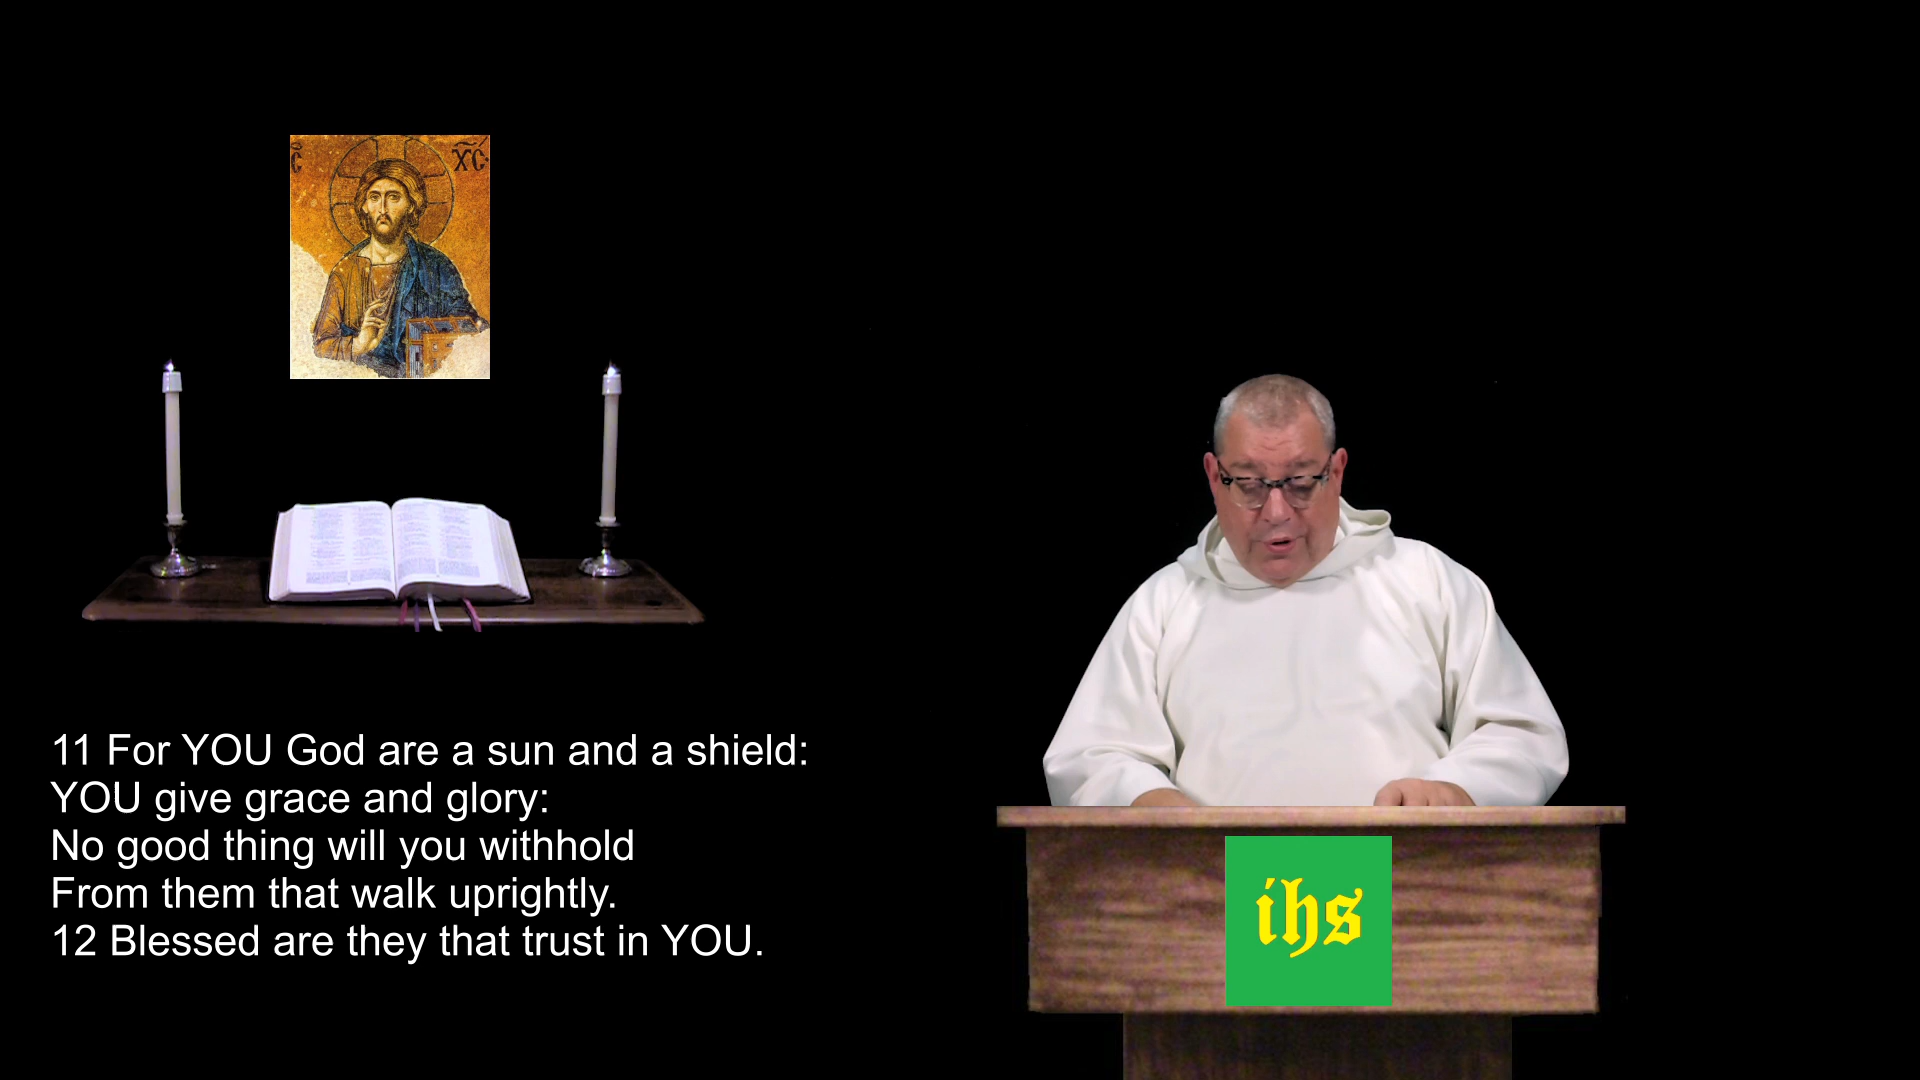 C
XC
11 For YOU God are a sun and a shield:
YOU give grace and glory:
No good thing will you withhold
From them that walk uprightly.
12 Blessed are they that trust in YOU.
ihs